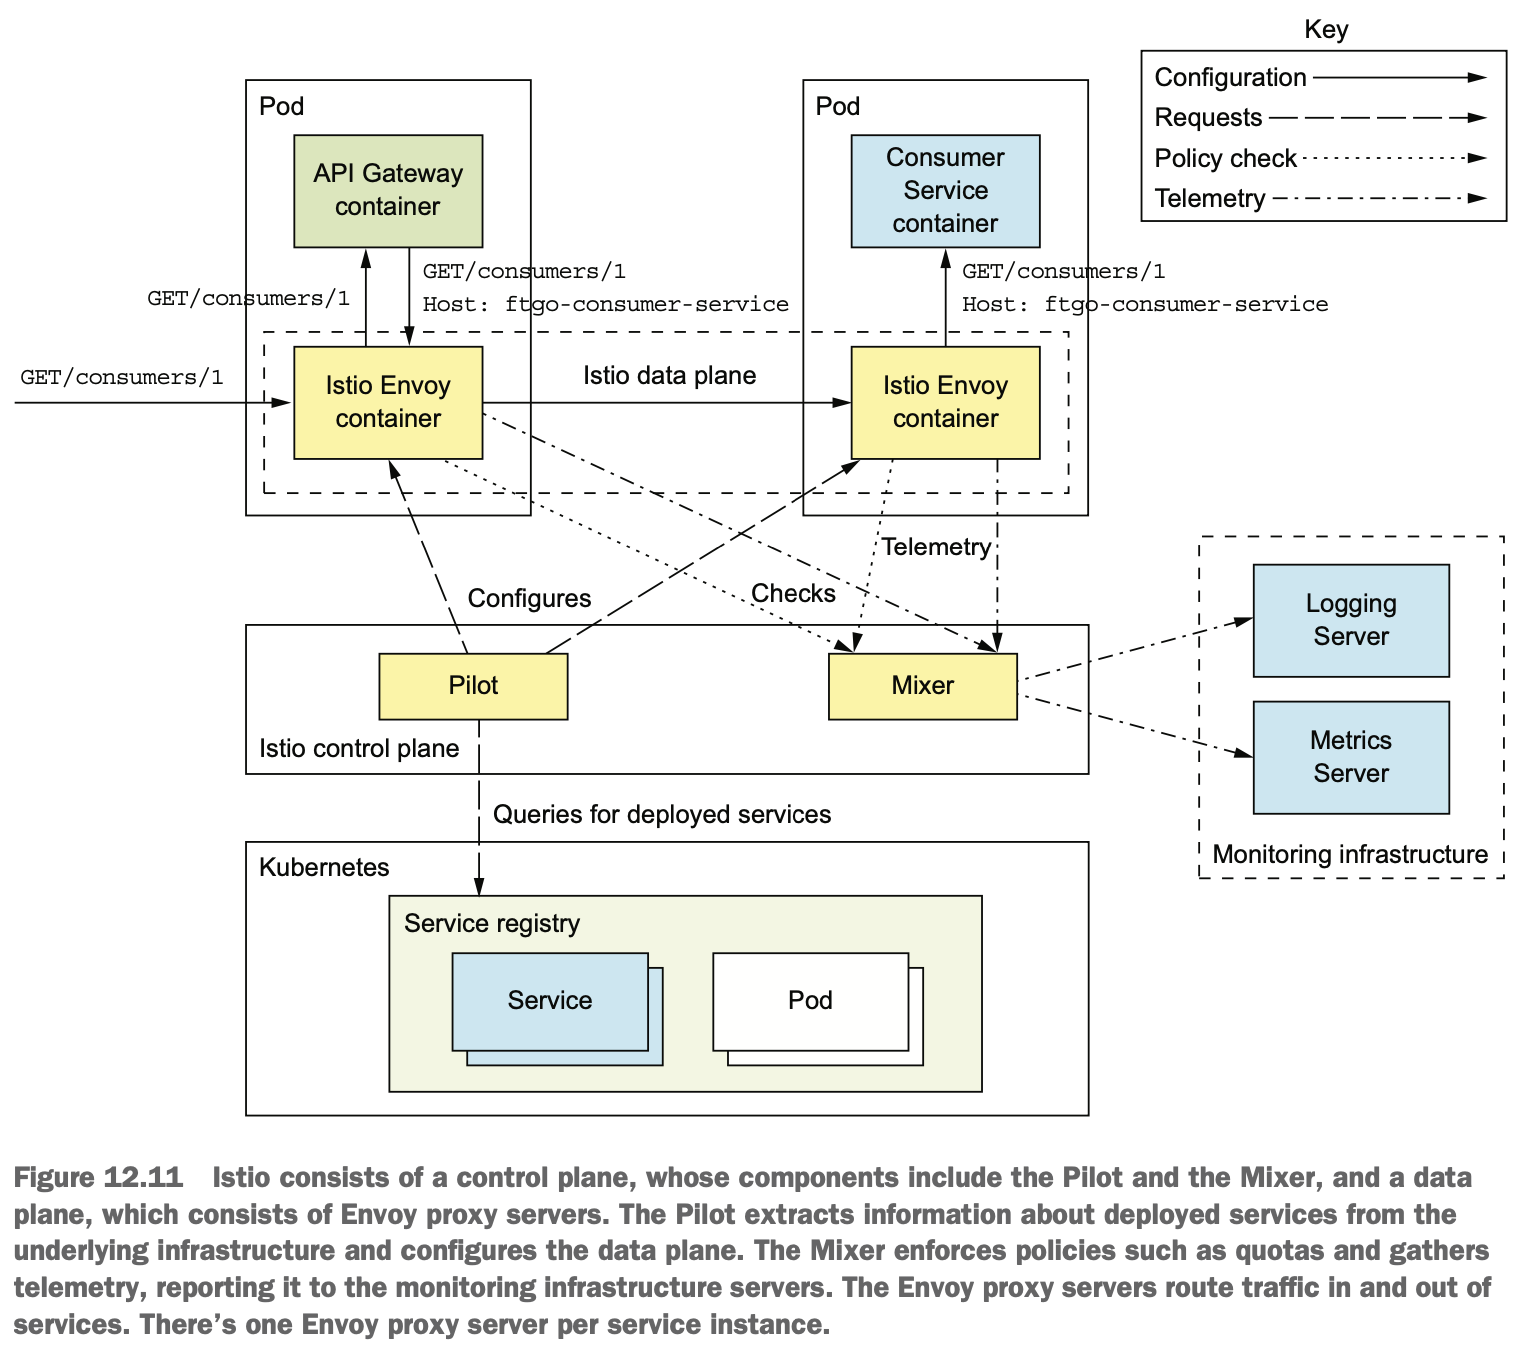 Key
Configuration
Requests
Policy check
Telemetry
Pod
API Gateway
container
GET/consumers/1
GET/consumers/1
Host: ftgo-consumer-service
GET/consumers/1
Istio Envoy
container
Istio data plane
Pod
Consumer
Service
container
GET/consumers/1
Host: ftgo-consumer-service
Istio Envoy
container
Telemetry
Configures
Checks
Pilot
Mixer
Istio control plane
Logging
Server
Metrics
Server
Monitoring infrastructure
Queries for deployed services
Kubernetes
Service registry
Service
Pod
Figure 12.11 Istio consists of a control plane, whose components include the Pilot and the Mixer, and a data
plane, which consists of Envoy proxy servers. The Pilot extracts information about deployed services from the
underlying infrastructure and configures the data plane. The Mixer enforces policies such as quotas and gathers
telemetry, reporting it to the monitoring infrastructure servers. The Envoy proxy servers route traffic in and out of
services. There’s one Envoy proxy server per service instance.